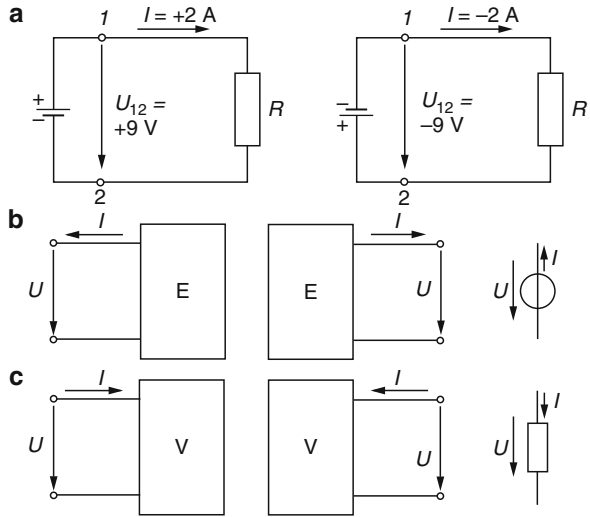 a
1
I = +2 A
+
–
U12 =
+9 V
R
2
1
I = –2 A
–
+
U12 =
–9 V
R
2
b
I
U
E
I
E
U
I
U
c
I
U
V
I
V
U
I
U